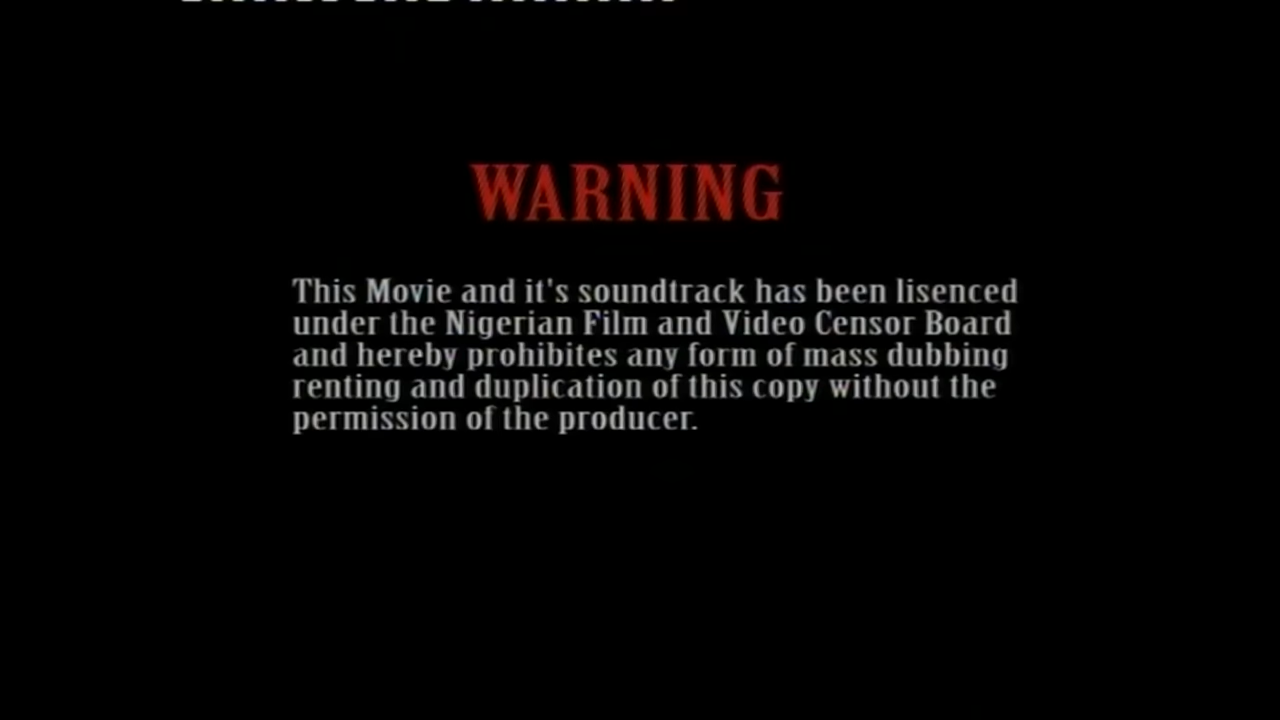 WARNING
This Movie and it's soundtrack has been lisenced
under the Nigerian Film and Video Censor Board
and hereby prohibites any form of mass dubbing
renting and duplication of this copy without the
permission of the producer.